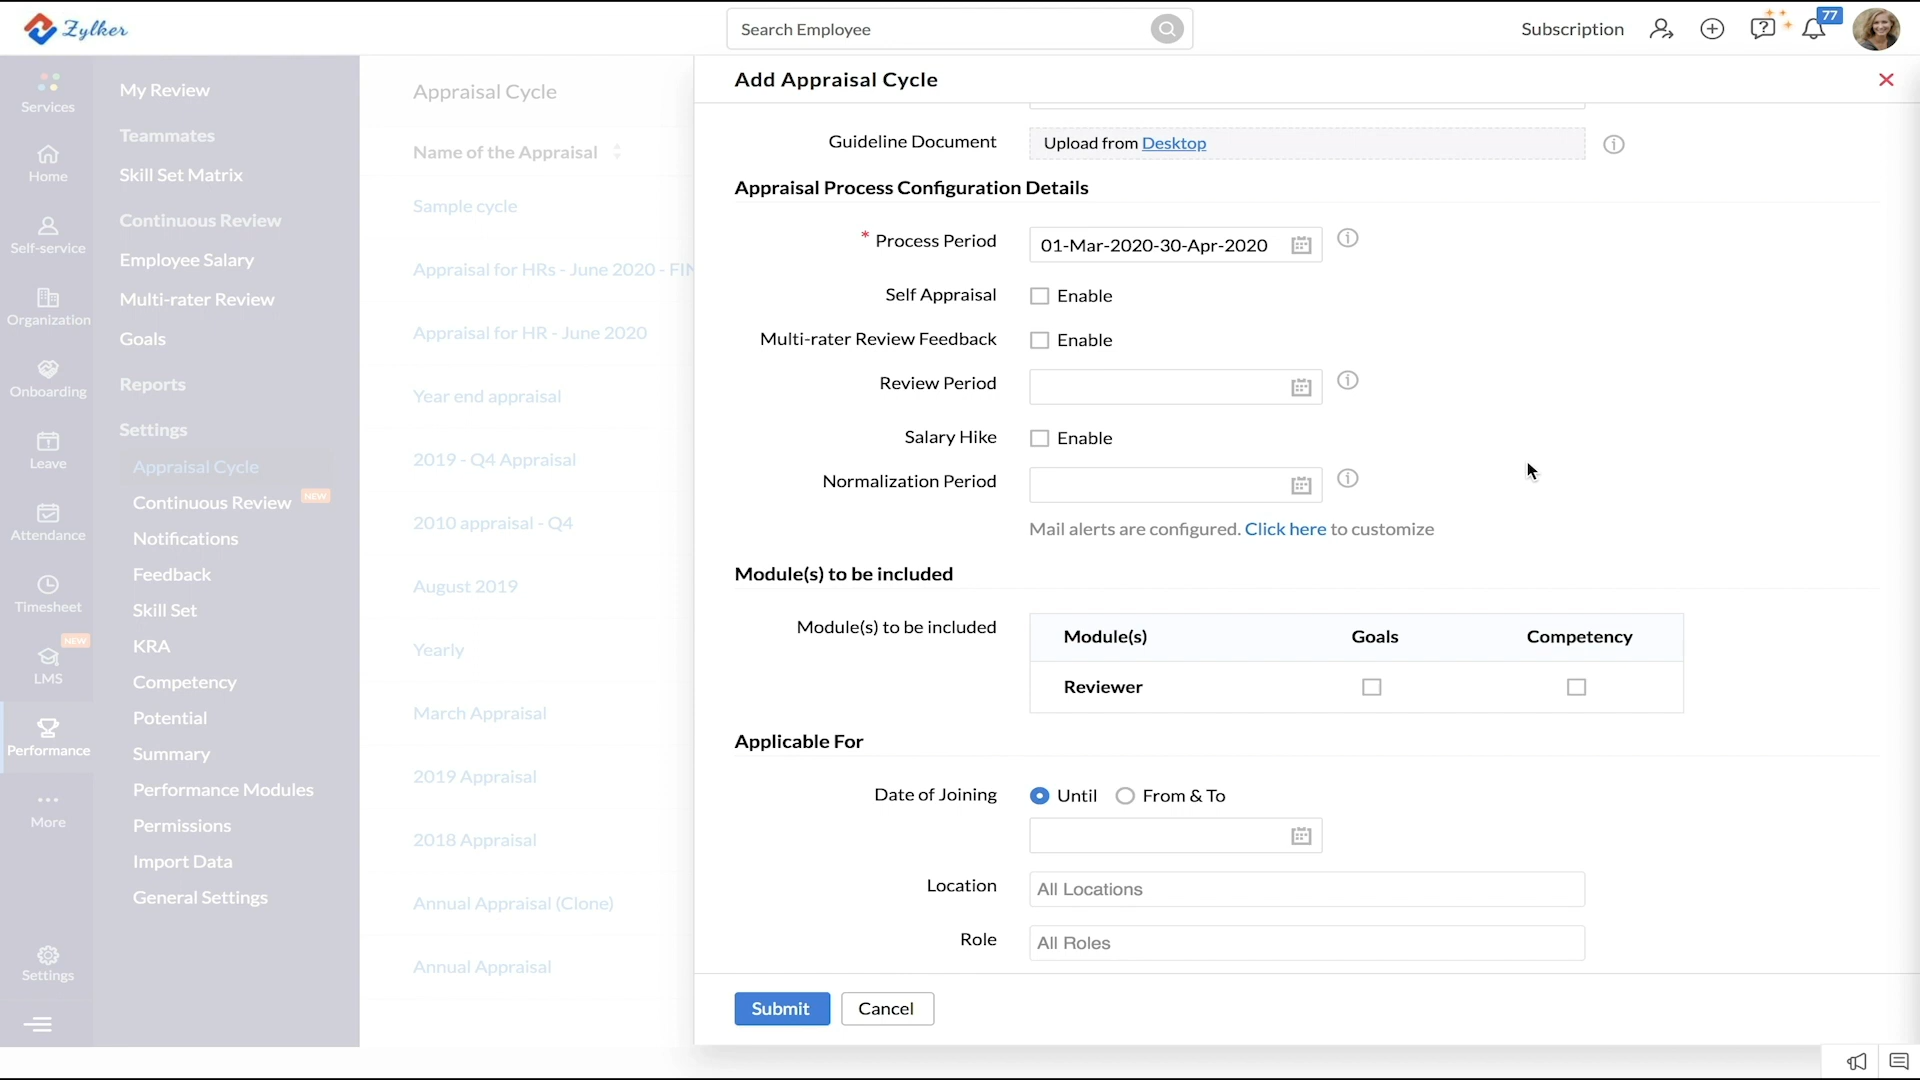 Zylker
Search Employee
Subscription
77
Services
Home
Self-service
Organization
Onboarding
Leave
Attendance
Timesheet
NEW
LMS
Performance
More
Settings
My Review
Teammates
Skill Set Matrix
Continuous Review
Employee Salary
Multi-rater Review
Goals
Reports
Settings
Appraisal Cycle
Continuous Review NEW
Notifications
Feedback
Skill Set
KRA
Competency
Potential
Summary
Performance Modules
Permissions
Import Data
General Settings
Appraisal Cycle
Name of the Appraisal
Sample cycle
Appraisal for HRs - June 2020 - FIN
Appraisal for HR - June 2020
Year end appraisal
2019 - Q4 Appraisal
2010 appraisal - Q4
August 2019
Yearly
March Appraisal
2019 Appraisal
2018 Appraisal
Annual Appraisal (Clone)
Annual Appraisal
Add Appraisal Cycle
Guideline Document Upload from Desktop
Appraisal Process Configuration Details
* Process Period 01-Mar-2020-30-Apr-2020
Self Appraisal Enable
Multi-rater Review Feedback Enable
Review Period
Salary Hike Enable
Normalization Period
Mail alerts are configured. Click here to customize
Module(s) to be included
Module(s) to be included Module(s) Goals Competency
Reviewer
Applicable For
Date of Joining Until From & To
Location All Locations
Role All Roles
Submit Cancel